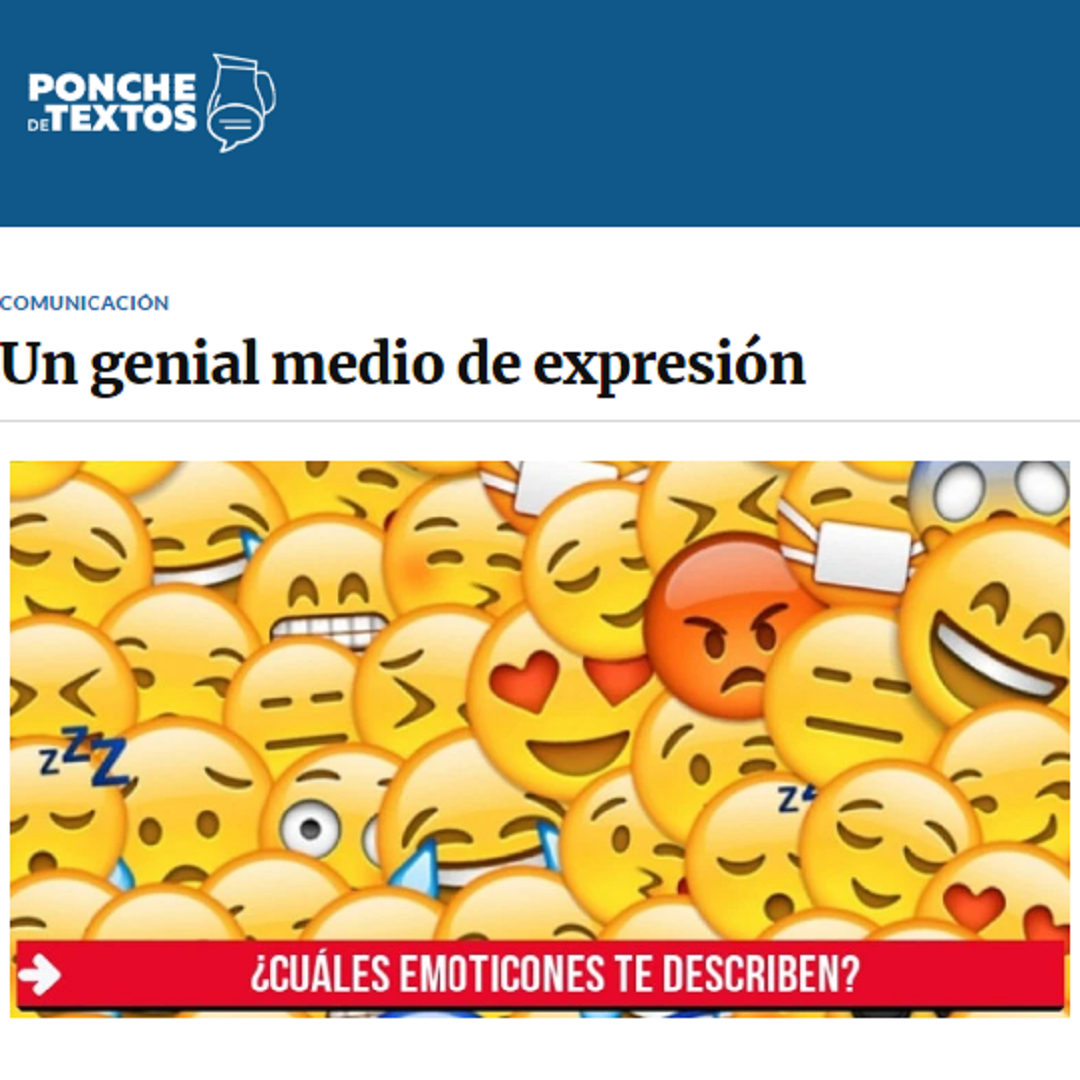 PONCHE
DE TEXTOS
COMUNICACIÓN
Un genial medio de expresión
zzZ
z
¿CUÁLES EMOTICONES TE DESCRIBEN?